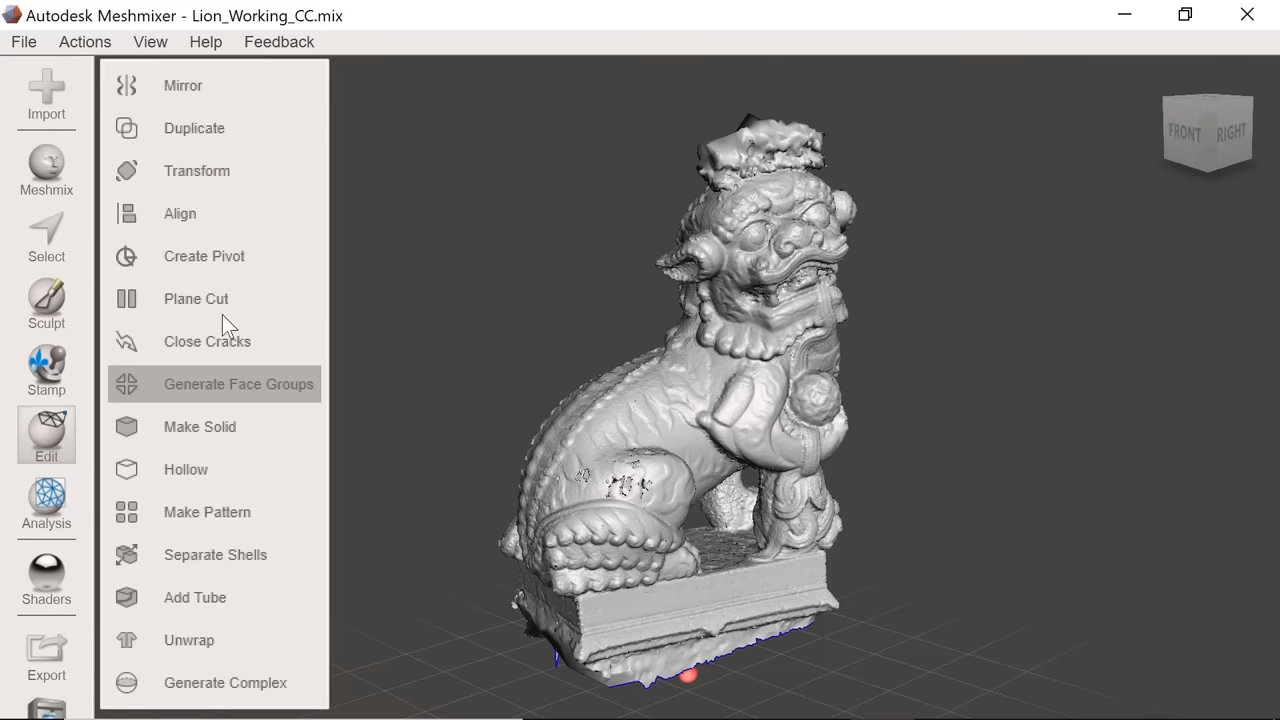 Autodesk Meshmixer - Lion_Working_CC.mix
File Actions View Help Feedback
Import
Meshmix
Select
Sculpt
Stamp
Edit
Analysis
Shaders
Export
Mirror
Duplicate
Transform
Align
Create Pivot
Plane Cut
Close Cracks
Generate Face Groups
Make Solid
Hollow
Make Pattern
Separate Shells
Add Tube
Unwrap
Generate Complex
FRONT RIGHT